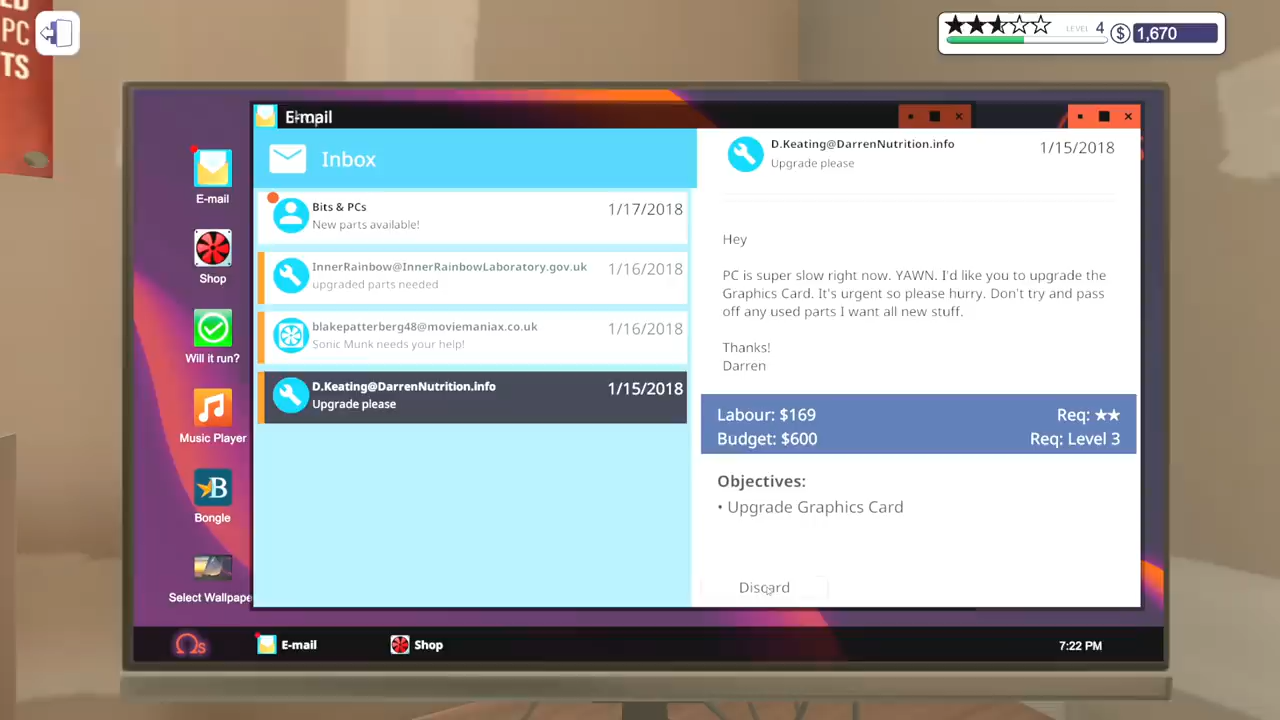 PC
TS
LEVEL 4
$ 1,670
E-mail
Inbox
Bits & PCs
New parts available!
1/17/2018
InnerRainbow@InnerRainbowLaboratory.gov.uk
upgraded parts needed
1/16/2018
blakepatterberg48@moviemaniax.co.uk
Sonic Munk needs your help!
1/16/2018
D.Keating@DarrenNutrition.info
Upgrade please
1/15/2018
D.Keating@DarrenNutrition.info
Upgrade please
1/15/2018
Hey
PC is super slow right now. YAWN. I'd like you to upgrade the
Graphics Card. It's urgent so please hurry. Don't try and pass
off any used parts I want all new stuff.
Thanks!
Darren
Labour: $169
Req: ★★
Budget: $600
Req: Level 3
Objectives:
• Upgrade Graphics Card
Discard
E-mail
Shop
Will it run?
Music Player
B
Bongle
Select Wallpape
Ωs
E-mail
Shop
7:22 PM